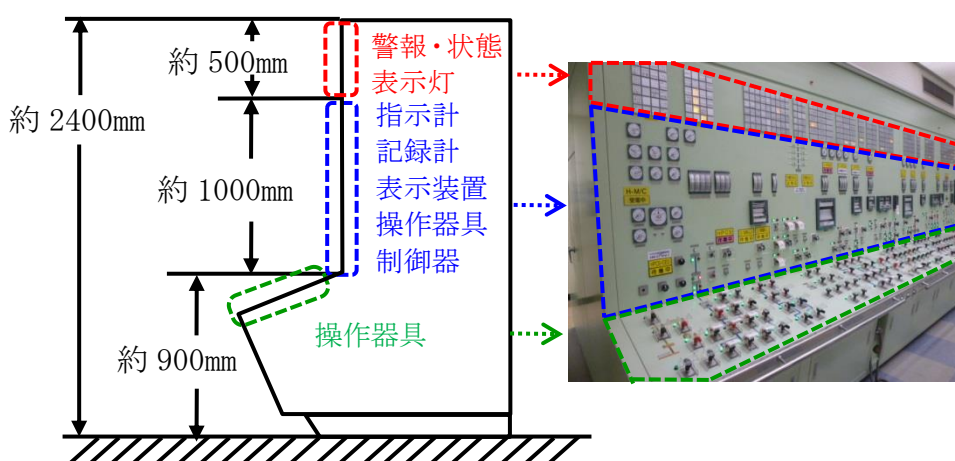 約 500mm
約 2400mm
約 1000mm
約 900mm
警報・状態
表示灯
指示計
記録計
表示装置
操作器具
制御器
操作器具
H-M/C